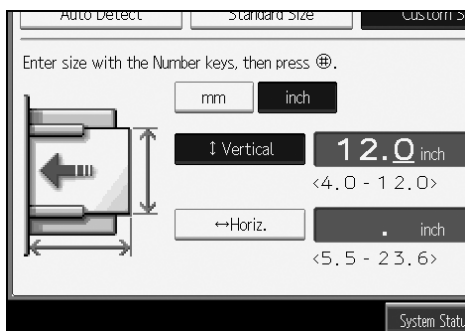 Auto Detect Standard Size Custom S
Enter size with the Number keys, then press ⊕.
mm inch
↕ Vertical 12.0 inch
<4.0 - 12.0>
↔Horiz. . inch
<5.5 - 23.6>
System Statu